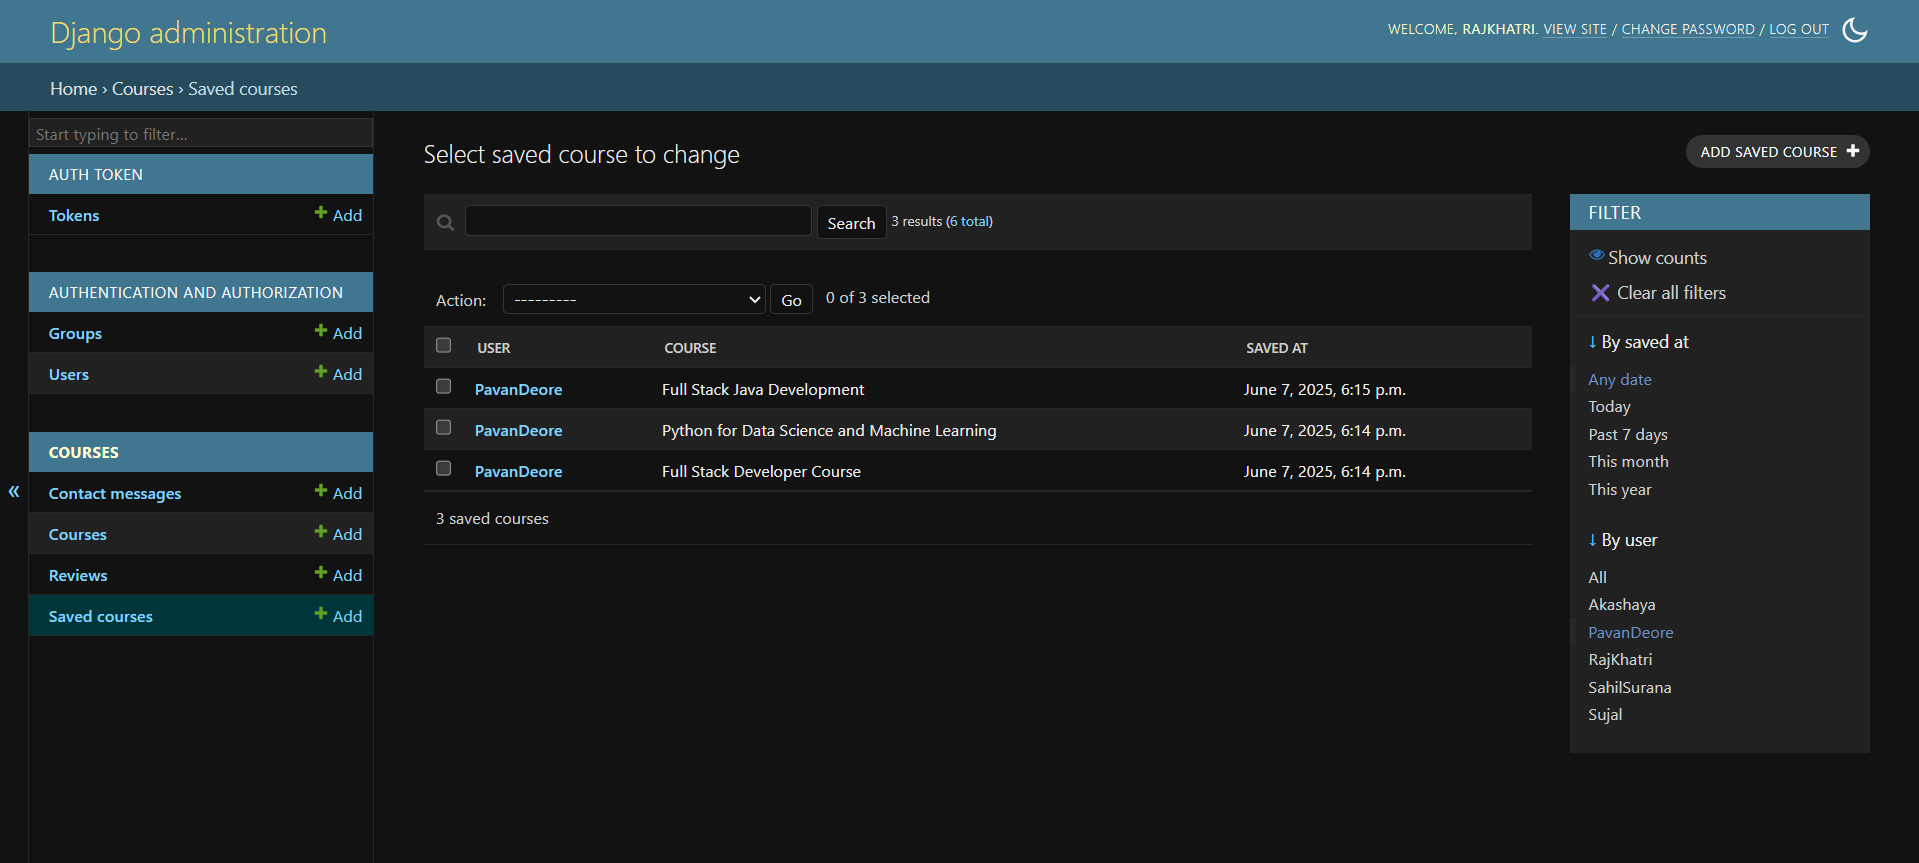 Django administration
WELCOME, RAJKHATRI. VIEW SITE / CHANGE PASSWORD / LOG OUT
Home › Courses › Saved courses
Start typing to filter...
AUTH TOKEN
Tokens + Add
AUTHENTICATION AND AUTHORIZATION
Groups + Add
Users + Add
COURSES
Contact messages + Add
Courses + Add
Reviews + Add
Saved courses + Add
«
Select saved course to change
ADD SAVED COURSE +
Search 3 results (6 total)
Action: --------- Go 0 of 3 selected
USER COURSE SAVED AT
PavanDeore Full Stack Java Development June 7, 2025, 6:15 p.m.
PavanDeore Python for Data Science and Machine Learning June 7, 2025, 6:14 p.m.
PavanDeore Full Stack Developer Course June 7, 2025, 6:14 p.m.
3 saved courses
FILTER
Show counts
Clear all filters
↓ By saved at
Any date
Today
Past 7 days
This month
This year
↓ By user
All
Akashaya
PavanDeore
RajKhatri
SahilSurana
Sujal